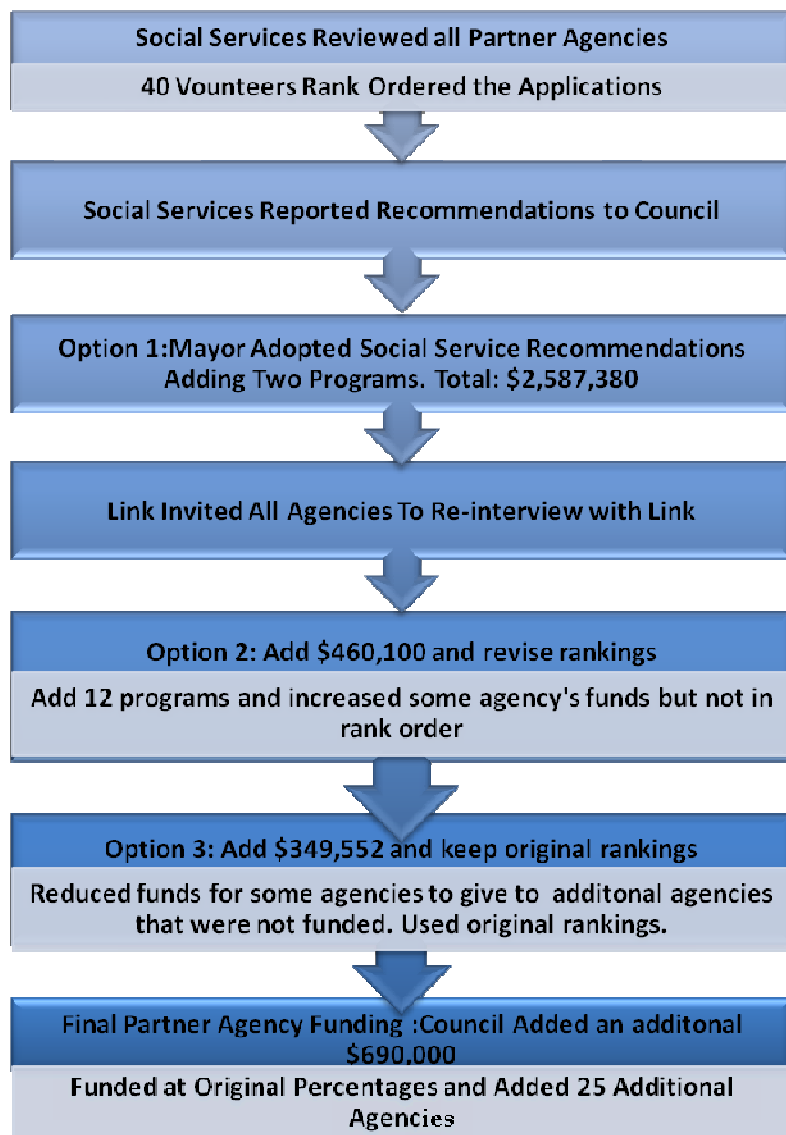 Social Services Reviewed all Partner Agencies
40 Vounteers Rank Ordered the Applications
Social Services Reported Recommendations to Council
Option 1:Mayor Adopted Social Service Recommendations
Adding Two Programs. Total: $2,587,380
Link Invited All Agencies To Re-interview with Link
Option 2: Add $460,100 and revise rankings
Add 12 programs and increased some agency's funds but not in
rank order
Option 3: Add $349,552 and keep original rankings
Reduced funds for some agencies to give to additonal agencies
that were not funded. Used original rankings.
Final Partner Agency Funding :Council Added an additonal
$690,000
Funded at Original Percentages and Added 25 Additional
Agencies